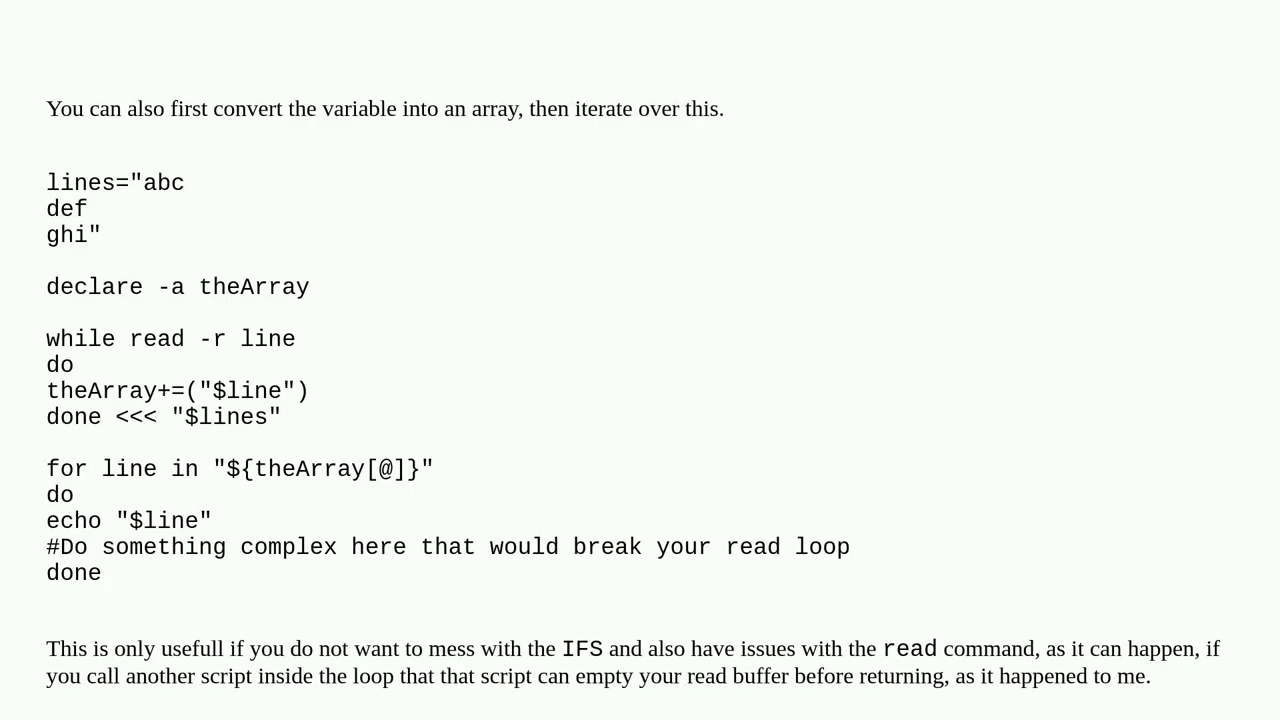 You can also first convert the variable into an array, then iterate over this.
lines="abc
def
ghi"
declare -a theArray
while read -r line
do
theArray+=("$line")
done <<< "$lines"
for line in "${theArray[@]}"
do
echo "$line"
#Do something complex here that would break your read loop
done
This is only usefull if you do not want to mess with the IFS and also have issues with the read command, as it can happen, if
you call another script inside the loop that that script can empty your read buffer before returning, as it happened to me.